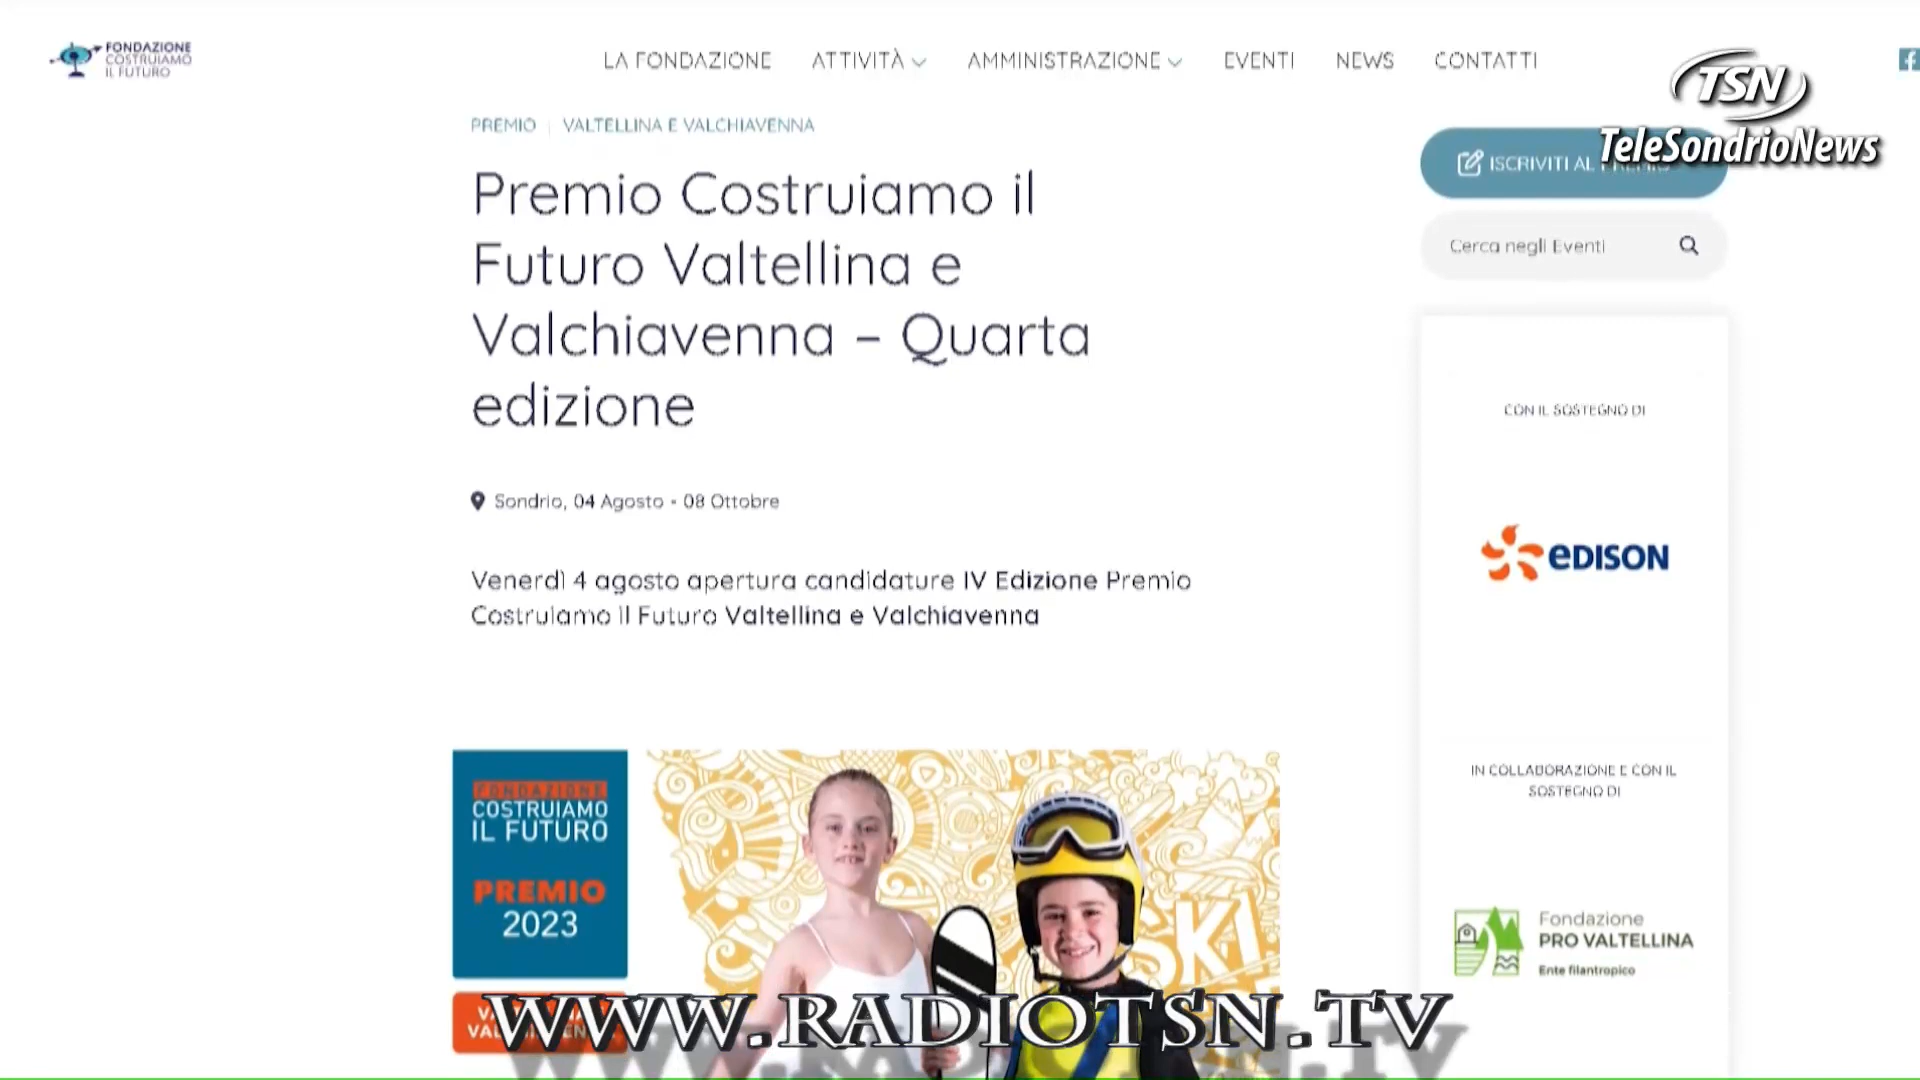 FONDAZIONE
COSTRUIAMO
IL FUTURO
LA FONDAZIONE ATTIVITÀ AMMINISTRAZIONE EVENTI NEWS CONTATTI
TSN
TeleSondrioNews
PREMIO VALTELLINA E VALCHIAVENNA
ISCRIVITI AL
Premio Costruiamo il
Futuro Valtellina e
Valchiavenna – Quarta
edizione
Cerca negli Eventi
Sondrio, 04 Agosto - 08 Ottobre
Venerdì 4 agosto apertura candidature IV Edizione Premio
Costruiamo Il Futuro Valtellina e Valchiavenna
CON IL SOSTEGNO DI
EDISON
IN COLLABORAZIONE E CON IL
SOSTEGNO DI
Fondazione
PRO VALTELLINA
Ente filantropico
FONDAZIONE
COSTRUIAMO
IL FUTURO
PREMIO
2023
SKI
WWW.RADIOTSN.TV